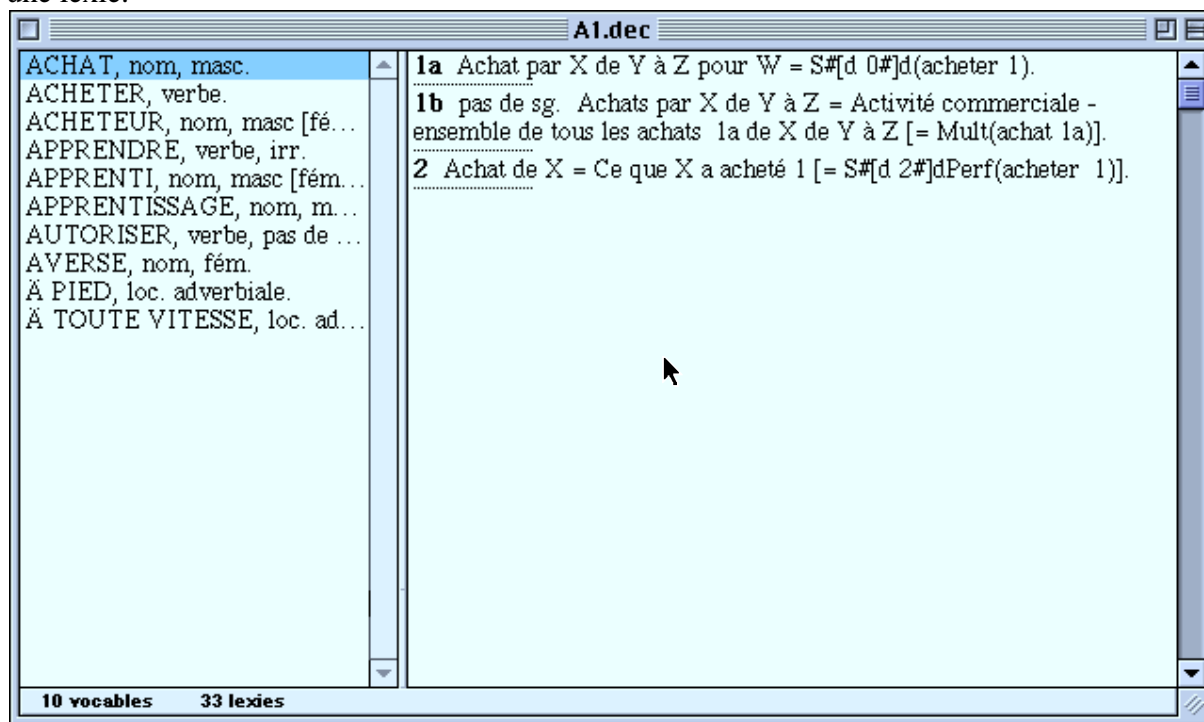 une lexie.
A1.dec
ACHAT, nom, masc.
ACHETER, verbe.
ACHETEUR, nom, masc [fé...
APPRENDRE, verbe, irr.
APPRENTI, nom, masc [fém...
APPRENTISSAGE, nom, m...
AUTORISER, verbe, pas de ...
AVERSE, nom, fém.
Ä PIED, loc. adverbiale.
Ä TOUTE VITESSE, loc. ad...
1a Achat par X de Y à Z pour W = S#[d 0#]d(acheter 1).
1b pas de sg. Achats par X de Y à Z = Activité commerciale -
ensemble de tous les achats 1a de X de Y à Z [= Mult(achat 1a)].
2 Achat de X = Ce que X a acheté 1 [= S#[d 2#]dPerf(acheter 1)].
10 vocables 33 lexies